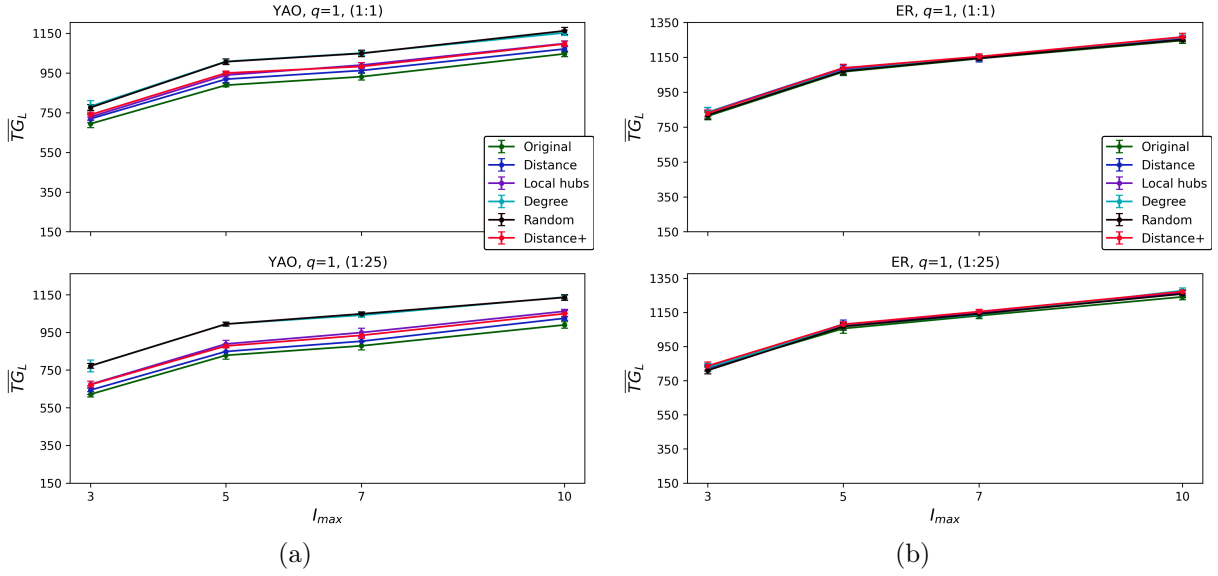 YAO, q=1, (1:1)
1150
950
750
550
350
150
TG_L
Original
Distance
Local hubs
Degree
Random
Distance+
YAO, q=1, (1:25)
1150
950
750
550
350
150
TG_L
3 5 7 10
I_max
(a)
ER, q=1, (1:1)
1350
1150
950
750
550
350
150
TG_L
Original
Distance
Local hubs
Degree
Random
Distance+
ER, q=1, (1:25)
1350
1150
950
750
550
350
150
TG_L
3 5 7 10
I_max
(b)